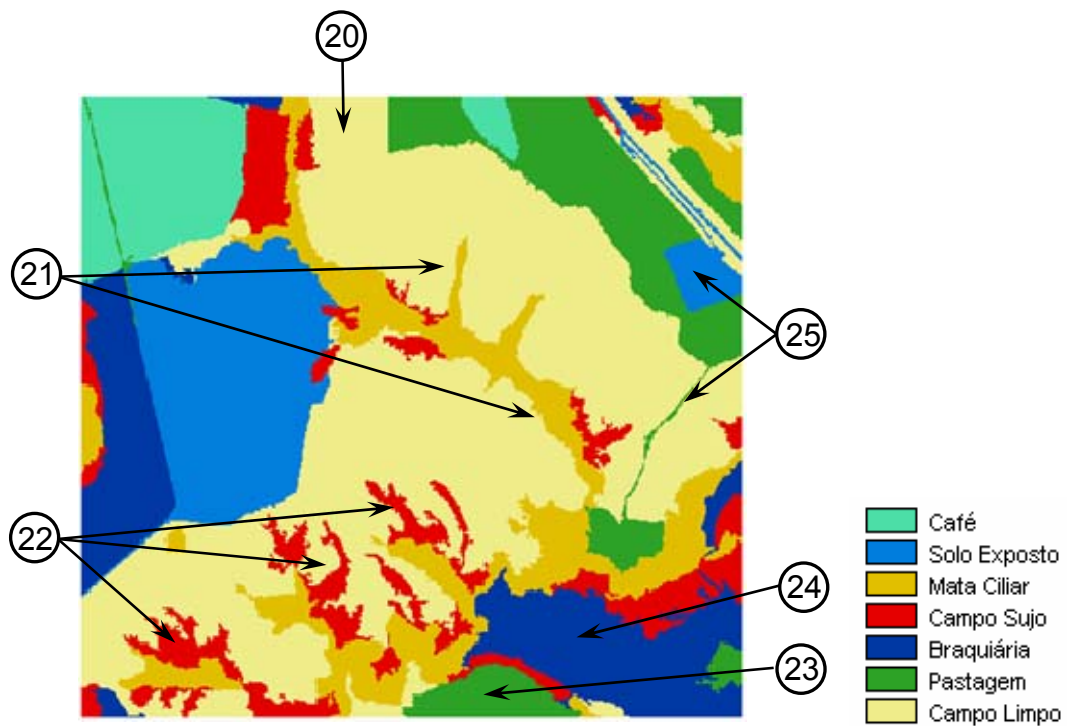 20
21
25
22
24
23
Café
Solo Exposto
Mata Ciliar
Campo Sujo
Braquiária
Pastagem
Campo Limpo